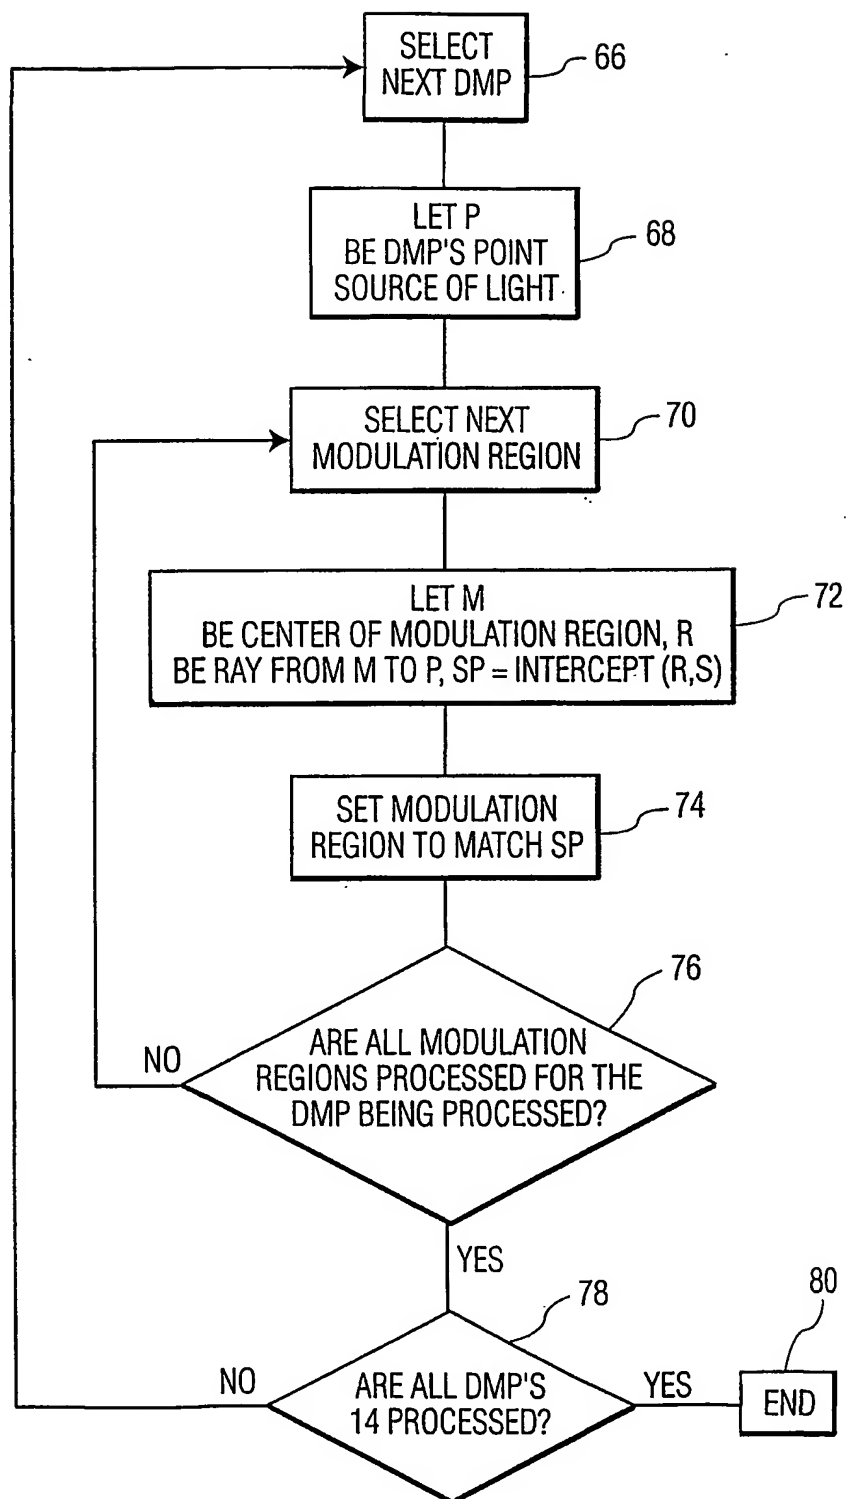 SELECT
NEXT DMP
66
LET P
BE DMP'S POINT
SOURCE OF LIGHT
68
SELECT NEXT
MODULATION REGION
70
LET M
BE CENTER OF MODULATION REGION, R
BE RAY FROM M TO P, SP = INTERCEPT (R,S)
72
SET MODULATION
REGION TO MATCH SP
74
76
NO
ARE ALL MODULATION
REGIONS PROCESSED FOR THE
DMP BEING PROCESSED?
YES
78
80
NO
ARE ALL DMP'S
14 PROCESSED?
YES
END